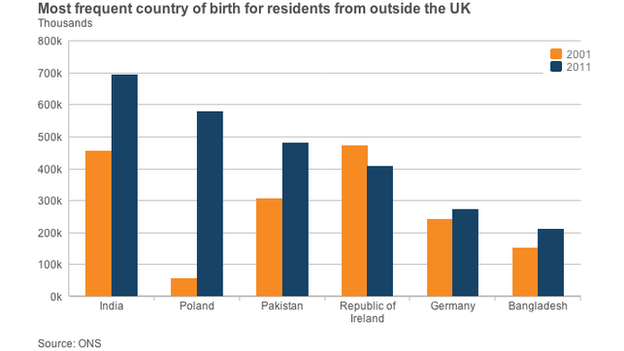 Most frequent country of birth for residents from outside the UK
Thousands
800k
700k
600k
500k
400k
300k
200k
100k
0k
2001
2011
India
Poland
Pakistan
Republic of
Ireland
Germany
Bangladesh
Source: ONS